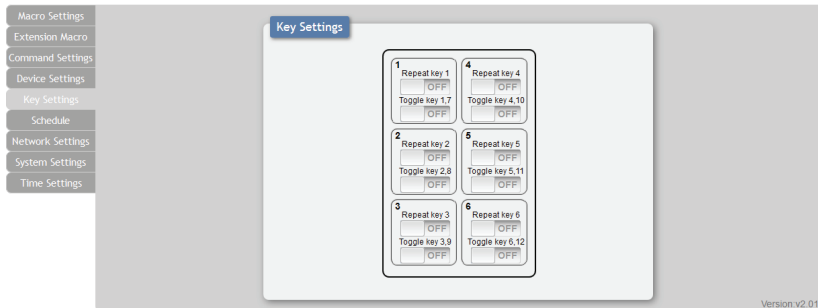 Macro Settings
Extension Macro
Command Settings
Device Settings
Key Settings
Schedule
Network Settings
System Settings
Time Settings
Key Settings
1
Repeat key 1
OFF
Toggle key 1,7
OFF
4
Repeat key 4
OFF
Toggle key 4,10
OFF
2
Repeat key 2
OFF
Toggle key 2,8
OFF
5
Repeat key 5
OFF
Toggle key 5,11
OFF
3
Repeat key 3
OFF
Toggle key 3,9
OFF
6
Repeat key 6
OFF
Toggle key 6,12
OFF
Version:v2.01